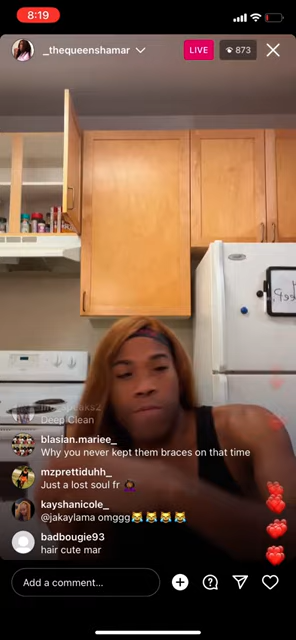 8:19
_thequeenshamar
LIVE
873
Deep Clean
blasian.mariee_
Why you never kept them braces on that time
mzprettiduhh_
Just a lost soul fr 🤦🏾‍♀️
kayshanicole_
@jakaylama omggg😹😹😹😹
badbougie93
hair cute mar
Add a comment...